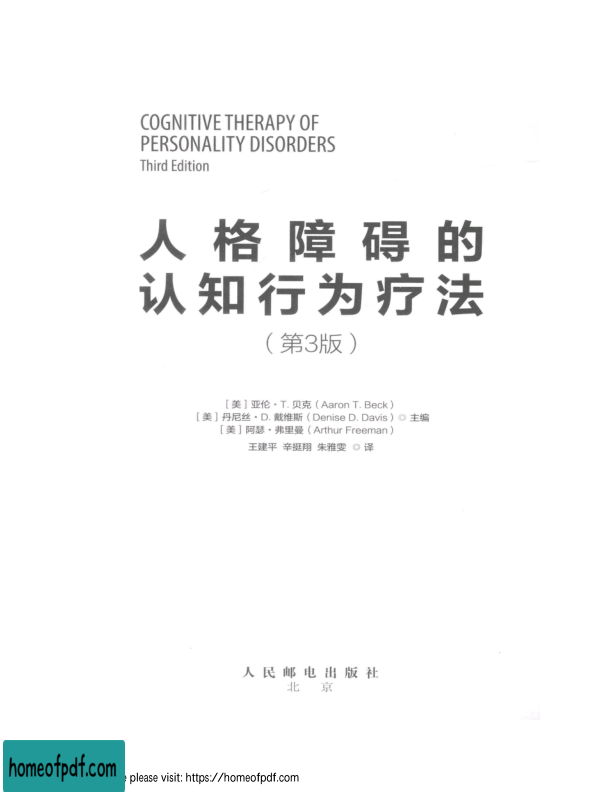 COGNITIVE THERAPY OF
PERSONALITY DISORDERS
Third Edition
人格障碍的
认知行为疗法
（第3版）
［美］亚伦·T. 贝克（Aaron T. Beck）
［美］丹尼丝·D. 戴维斯（Denise D. Davis）◎ 主编
［美］阿瑟·弗里曼（Arthur Freeman）
王建平 辛挺翔 朱雅雯 ◎ 译
人民邮电出版社
北 京
homeofpdf.com
e please visit: https://homeofpdf.com